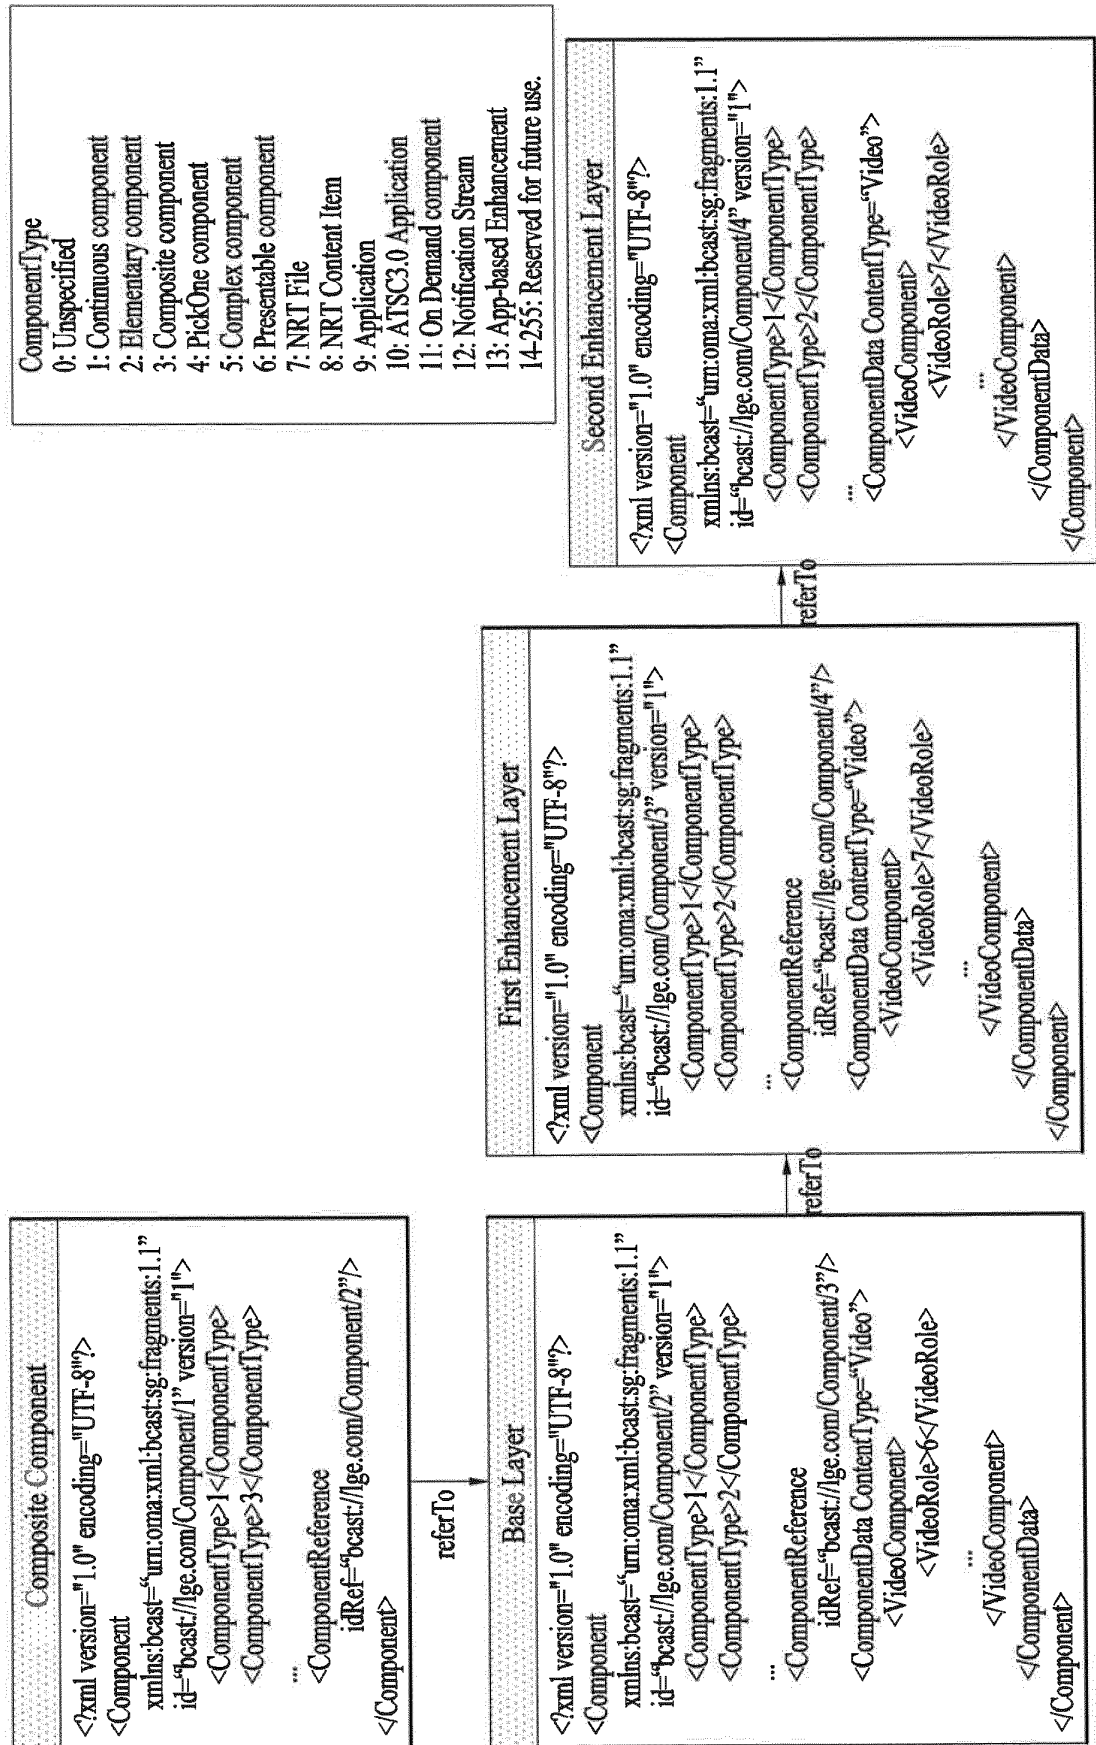 Composite Component
<?xml version="1.0" encoding="UTF-8"?>
<Component
xmlns:bcast=“urn:oma:xml:bcast:sg:fragments:1.1”
id=“bcast://lge.com/Component/1” version="1">
<ComponentType>1</ComponentType>
<ComponentType>3</ComponentType>
...
<ComponentReference
idRef=“bcast://lge.com/Component/2”/>
</Component>
referTo
Base Layer
<?xml version="1.0" encoding="UTF-8"?>
<Component
xmlns:bcast=“urn:oma:xml:bcast:sg:fragments:1.1”
id=“bcast://lge.com/Component/2” version="1">
<ComponentType>1</ComponentType>
<ComponentType>2</ComponentType>
...
<ComponentReference
idRef=“bcast://lge.com/Component/3”/>
<ComponentData ContentType=“Video”>
<VideoComponent>
<VideoRole>6</VideoRole>
...
</VideoComponent>
</ComponentData>
</Component>
referTo
First Enhancement Layer
<?xml version="1.0" encoding="UTF-8"?>
<Component
xmlns:bcast=“urn:oma:xml:bcast:sg:fragments:1.1”
id=“bcast://lge.com/Component/3” version="1">
<ComponentType>1</ComponentType>
<ComponentType>2</ComponentType>
...
<ComponentReference
idRef=“bcast://lge.com/Component/4”/>
<ComponentData ContentType=“Video”>
<VideoComponent>
<VideoRole>7</VideoRole>
...
</VideoComponent>
</ComponentData>
</Component>
referTo
Second Enhancement Layer
<?xml version="1.0" encoding="UTF-8"?>
<Component
xmlns:bcast=“urn:oma:xml:bcast:sg:fragments:1.1”
id=“bcast://lge.com/Component/4” version="1">
<ComponentType>1</ComponentType>
<ComponentType>2</ComponentType>
...
<ComponentData ContentType=“Video”>
<VideoComponent>
<VideoRole>7</VideoRole>
...
</VideoComponent>
</ComponentData>
</Component>
ComponentType
0: Unspecified
1: Continuous component
2: Elementary component
3: Composite component
4: PickOne component
5: Complex component
6: Presentable component
7: NRT File
8: NRT Content Item
9: Application
10: ATSC3.0 Application
11: On Demand component
12: Notification Stream
13: App-based Enhancement
14-255: Reserved for future use.